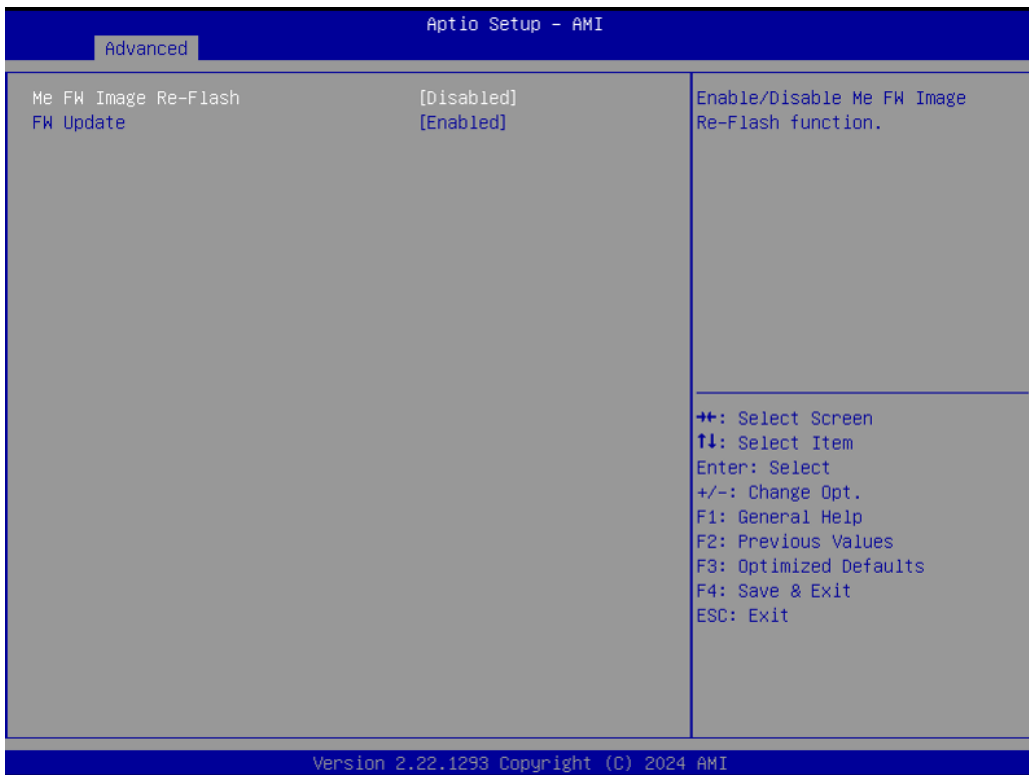 Aptio Setup – AMI
Advanced
Me FW Image Re-Flash [Disabled]
FW Update [Enabled]
Enable/Disable Me FW Image
Re-Flash function.
→←: Select Screen
↑↓: Select Item
Enter: Select
+/-: Change Opt.
F1: General Help
F2: Previous Values
F3: Optimized Defaults
F4: Save & Exit
ESC: Exit
Version 2.22.1293 Copyright (C) 2024 AMI